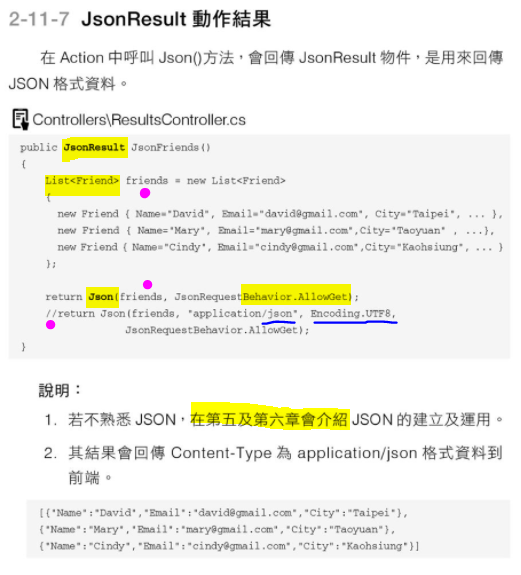 2-11-7 JsonResult 動作結果
在 Action 中呼叫 Json()方法，會回傳 JsonResult 物件，是用來回傳
JSON 格式資料。
Controllers\ResultsController.cs
public JsonResult JsonFriends()
{
List<Friend> friends = new List<Friend>
{
new Friend { Name="David", Email="david@gmail.com", City="Taipei", ... },
new Friend { Name="Mary", Email="mary@gmail.com",City="Taoyuan" , ...},
new Friend { Name="Cindy", Email="cindy@gmail.com",City="Kaohsiung", ... }
};
return Json(friends, JsonRequestBehavior.AllowGet);
//return Json(friends, "application/json", Encoding.UTF8,
JsonRequestBehavior.AllowGet);
}
說明：
1. 若不熟悉 JSON，在第五及第六章會介紹 JSON 的建立及運用。
2. 其結果會回傳 Content-Type 為 application/json 格式資料到
前端。
[{"Name":"David","Email":"david@gmail.com","City":"Taipei"},
{"Name":"Mary","Email":"mary@gmail.com","City":"Taoyuan"},
{"Name":"Cindy","Email":"cindy@gmail.com","City":"Kaohsiung"}]